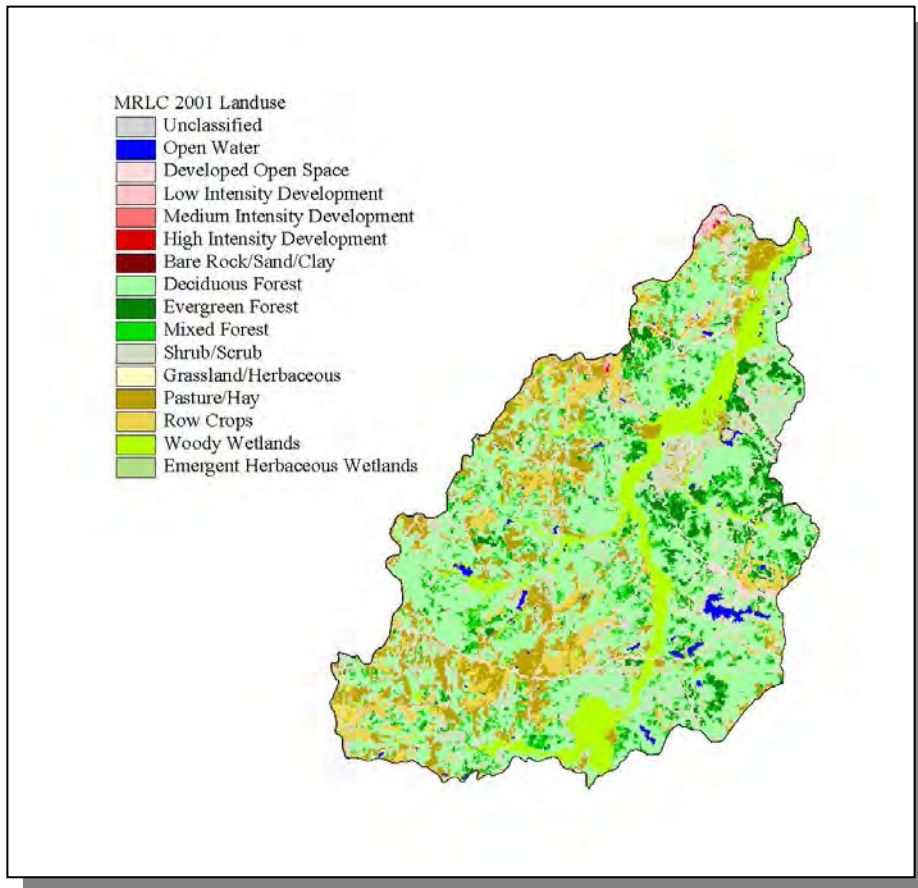 MRLC 2001 Landuse
Unclassified
Open Water
Developed Open Space
Low Intensity Development
Medium Intensity Development
High Intensity Development
Bare Rock/Sand/Clay
Deciduous Forest
Evergreen Forest
Mixed Forest
Shrub/Scrub
Grassland/Herbaceous
Pasture/Hay
Row Crops
Woody Wetlands
Emergent Herbaceous Wetlands